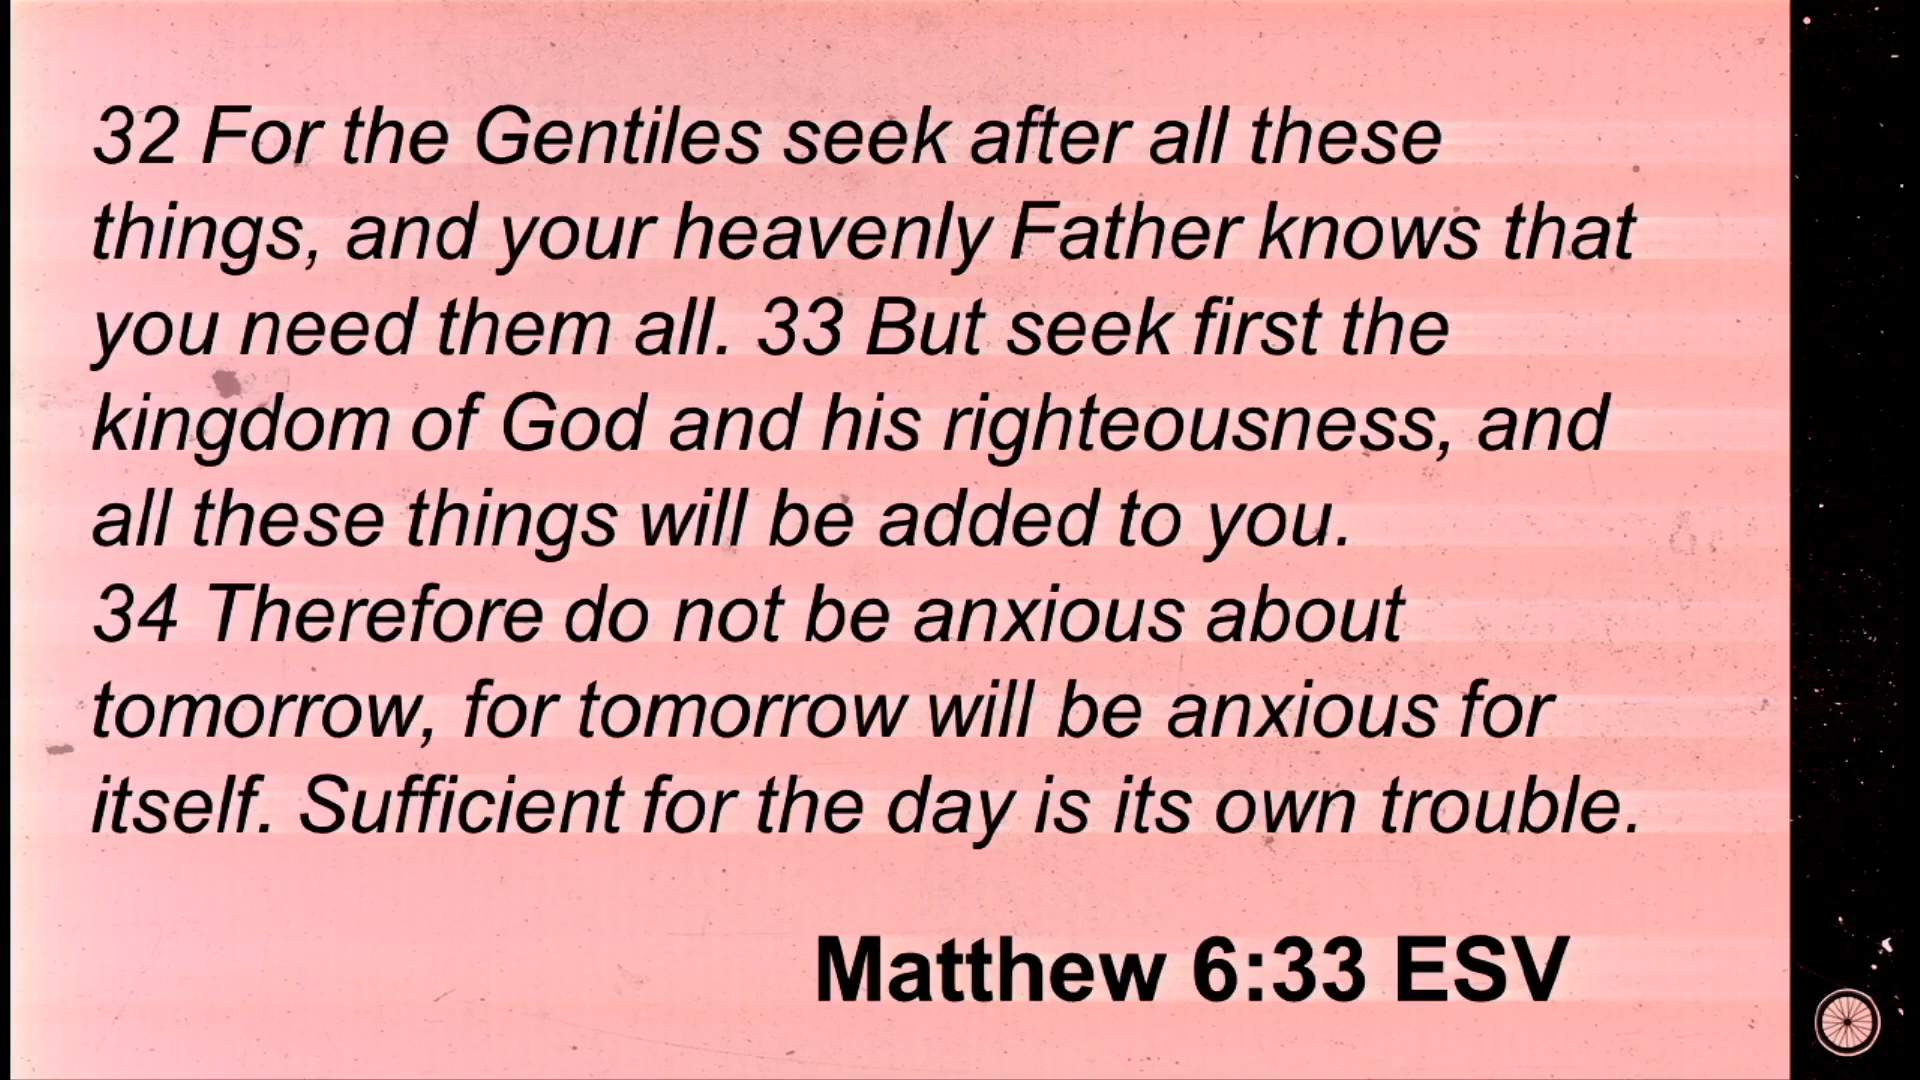 32 For the Gentiles seek after all these
things, and your heavenly Father knows that
you need them all. 33 But seek first the
kingdom of God and his righteousness, and
all these things will be added to you.
34 Therefore do not be anxious about
tomorrow, for tomorrow will be anxious for
itself. Sufficient for the day is its own trouble.
Matthew 6:33 ESV